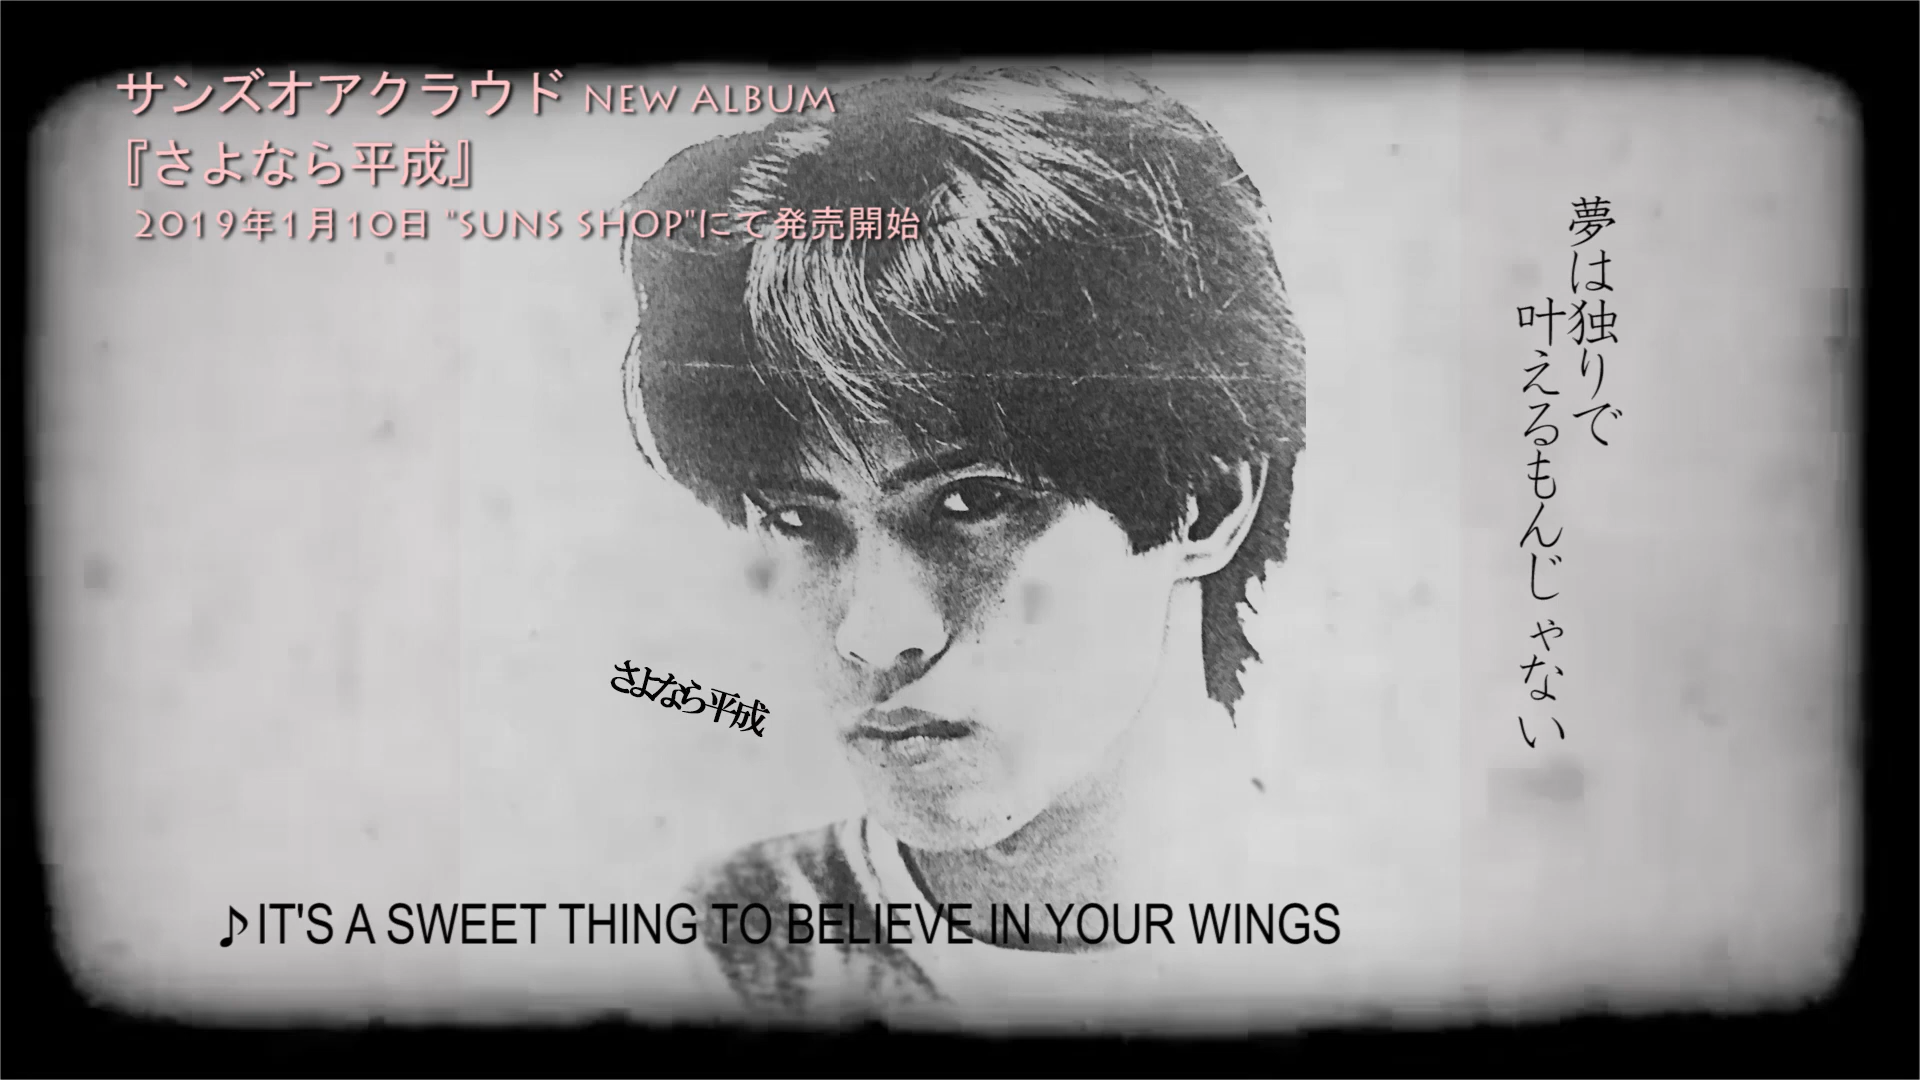 サンズオアクラウド NEW ALBUM
『さよなら平成』
2019年1月10日 "SUNS SHOP"にて発売開始
夢は独りで
叶えるもんじゃない
さよなら平成
♪IT'S A SWEET THING TO BELIEVE IN YOUR WINGS